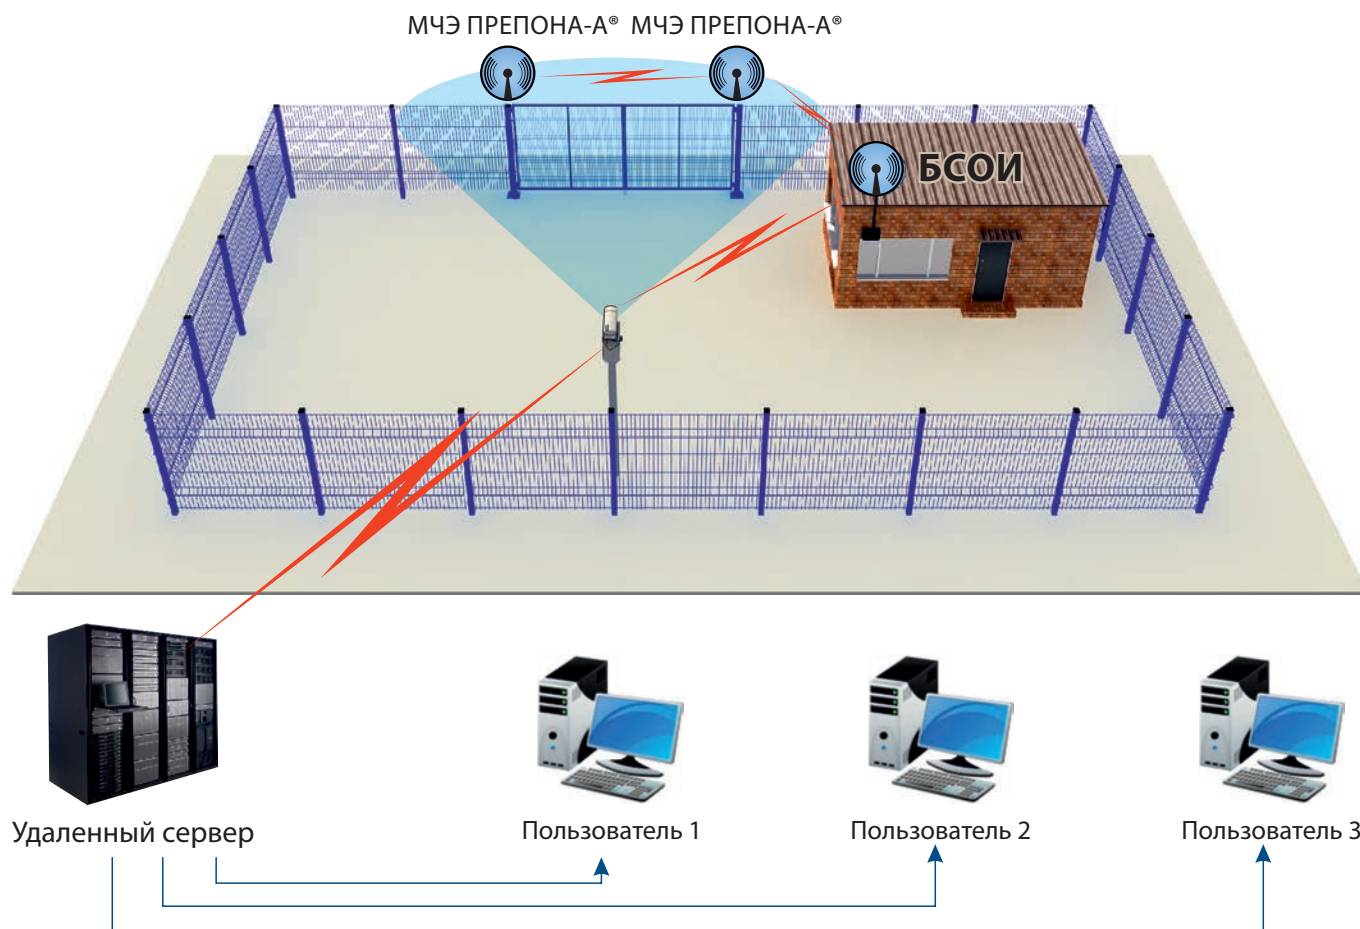 МЧЭ ПРЕПОНА-А® МЧЭ ПРЕПОНА-А®
БСОИ
Удаленный сервер
Пользователь 1
Пользователь 2
Пользователь 3